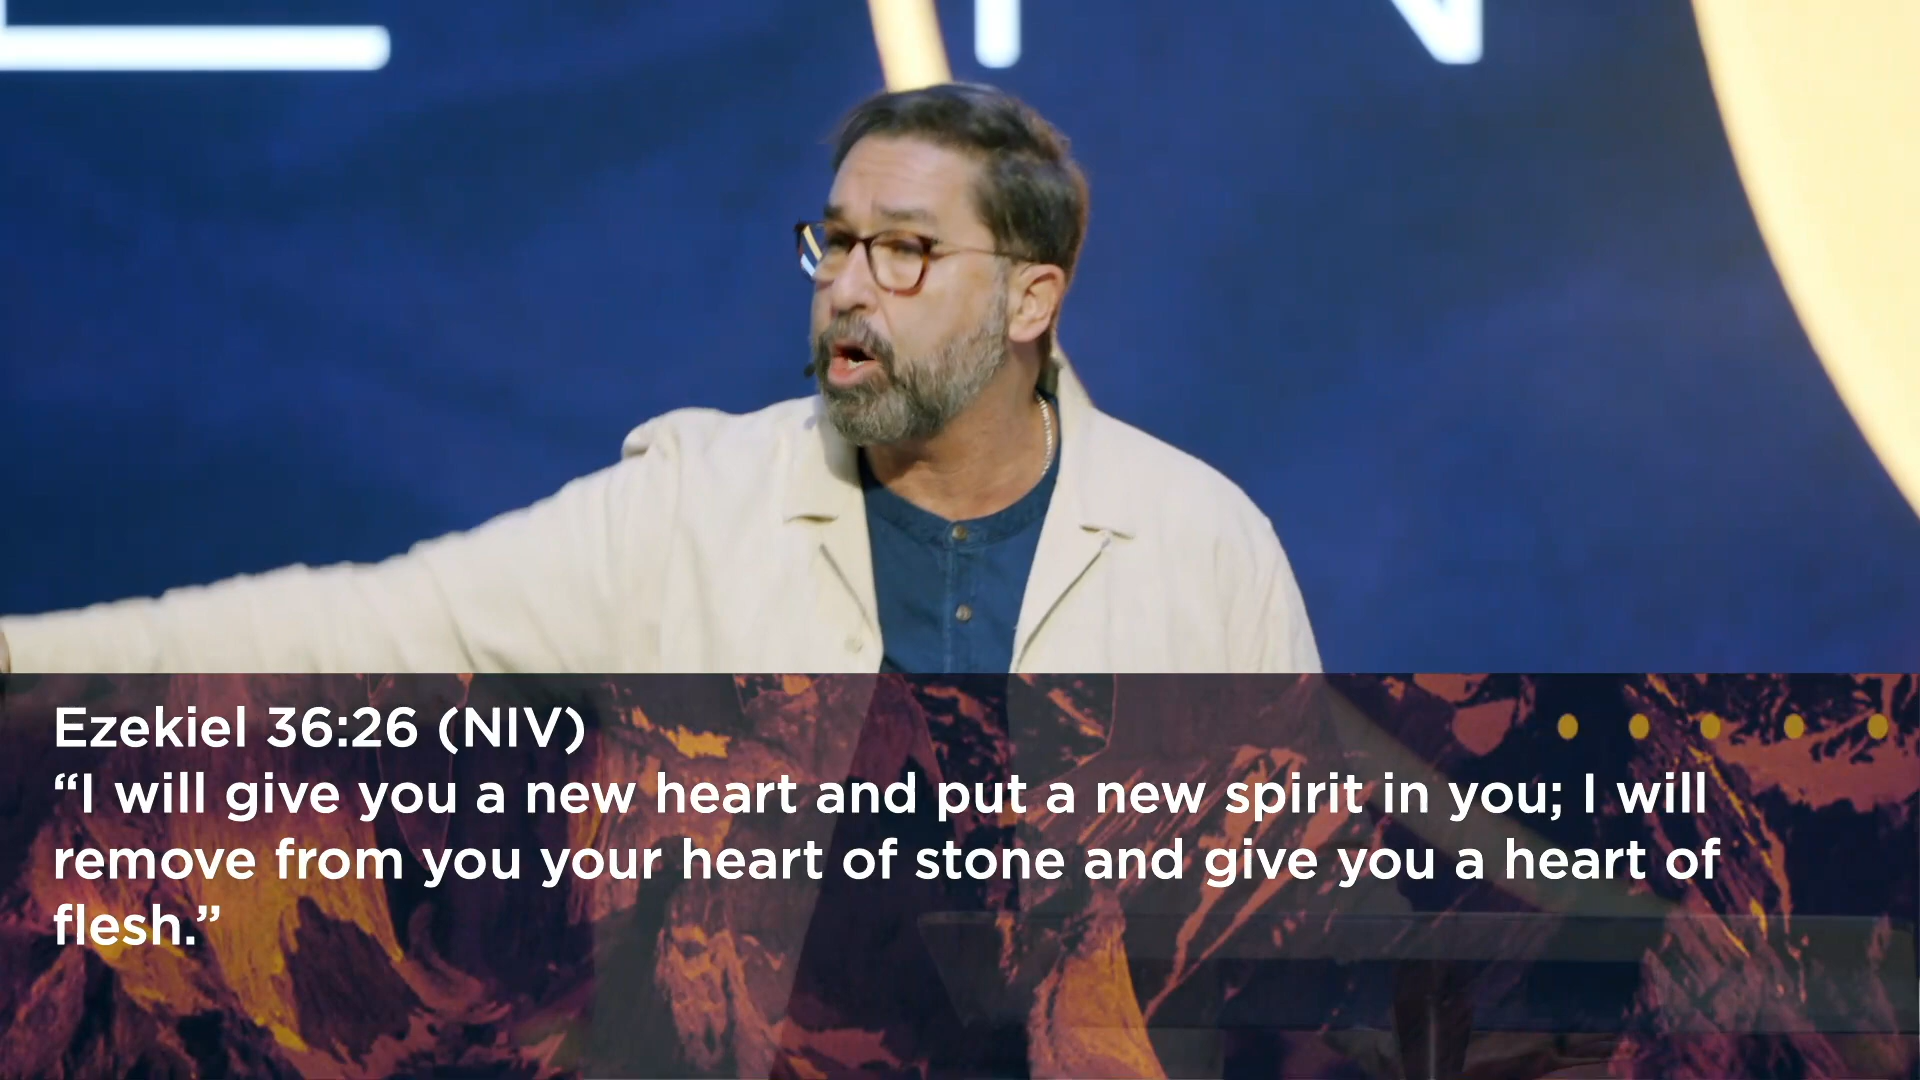 Ezekiel 36:26 (NIV)
“I will give you a new heart and put a new spirit in you; I will
remove from you your heart of stone and give you a heart of
flesh.”